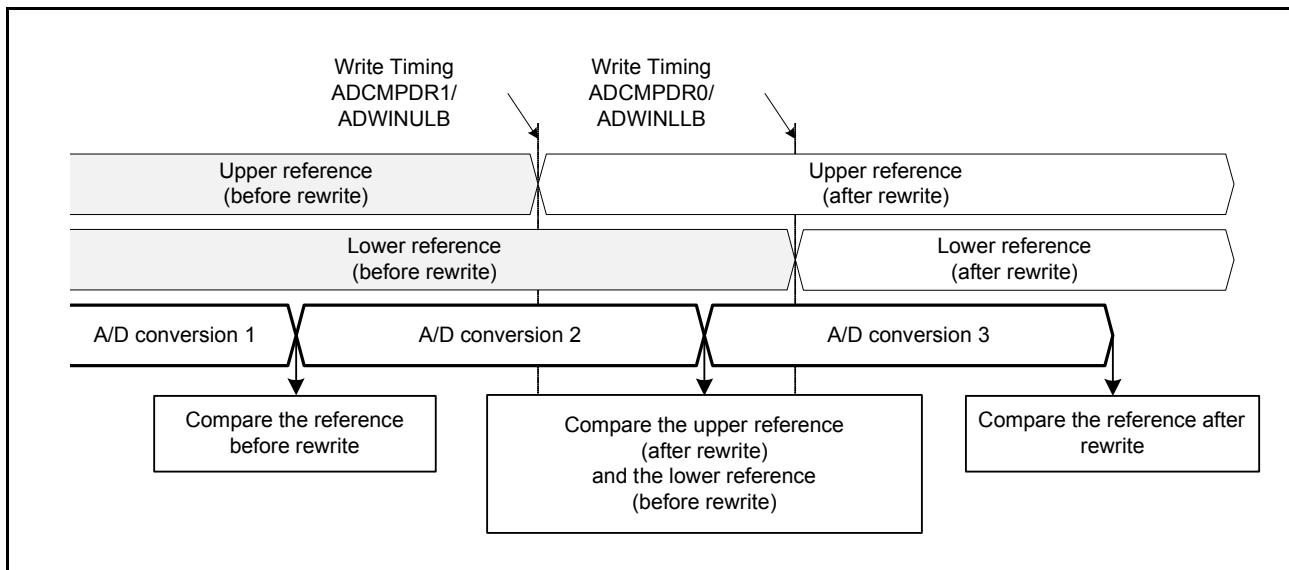 Write Timing
ADCMPDR1/
ADWINULB
Write Timing
ADCMPDR0/
ADWINLLB
Upper reference
(before rewrite)
Upper reference
(after rewrite)
Lower reference
(before rewrite)
Lower reference
(after rewrite)
A/D conversion 1
A/D conversion 2
A/D conversion 3
Compare the reference
before rewrite
Compare the upper reference
(after rewrite)
and the lower reference
(before rewrite)
Compare the reference after
rewrite